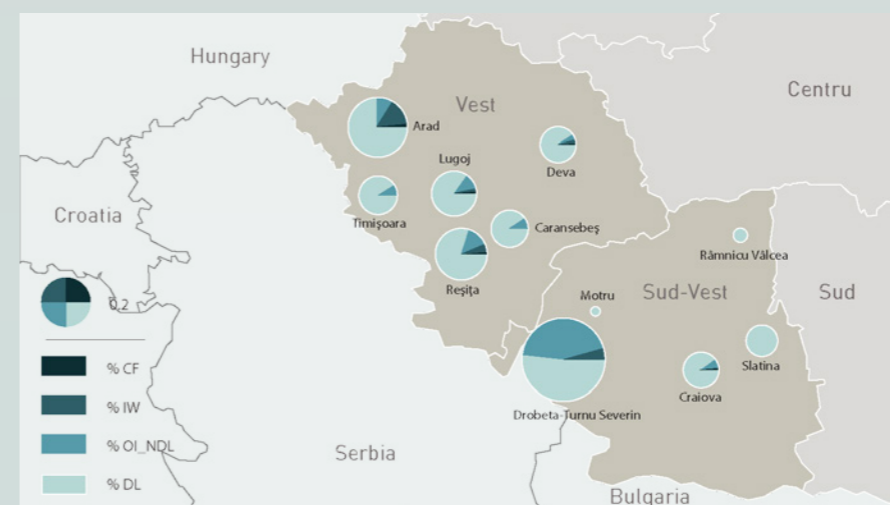 Hungary
Centru
Vest
Arad
Lugoj
Deva
Croatia
Timişoara
Caransebeş
Râmnicu Vâlcea
Reşiţa
Motru
Sud-Vest
Sud
0,2
Slatina
% CF
Craiova
% IW
Drobeta-Turnu Severin
% OI_NDL
Serbia
% DL
Bulgaria